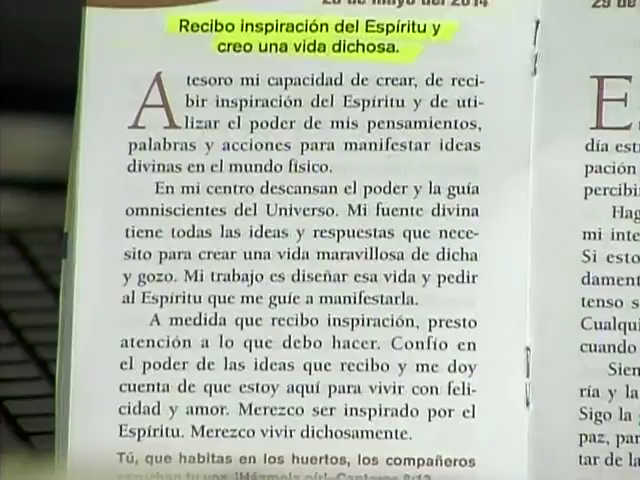 de mayo del 2014
Recibo inspiración del Espíritu y
creo una vida dichosa.
Atesoro mi capacidad de crear, de reci-
bir inspiración del Espíritu y de uti-
lizar el poder de mis pensamientos,
palabras y acciones para manifestar ideas
divinas en el mundo físico.
En mi centro descansan el poder y la guía
omniscientes del Universo. Mi fuente divina
tiene todas las ideas y respuestas que nece-
sito para crear una vida maravillosa de dicha
y gozo. Mi trabajo es diseñar esa vida y pedir
al Espíritu que me guíe a manifestarla.
A medida que recibo inspiración, presto
atención a lo que debo hacer. Confío en
el poder de las ideas que recibo y me doy
cuenta de que estoy aquí para vivir con feli-
cidad y amor. Merezco ser inspirado por el
Espíritu. Merezco vivir dichosamente.
Tú, que habitas en los huertos, los compañeros
29 de
E
día est
pación
percibi
Hag
mi inte
Si esto
dament
tenso s
Cualqui
cuando
Sien
ría y la
Sigo la
paz, par
tar de la